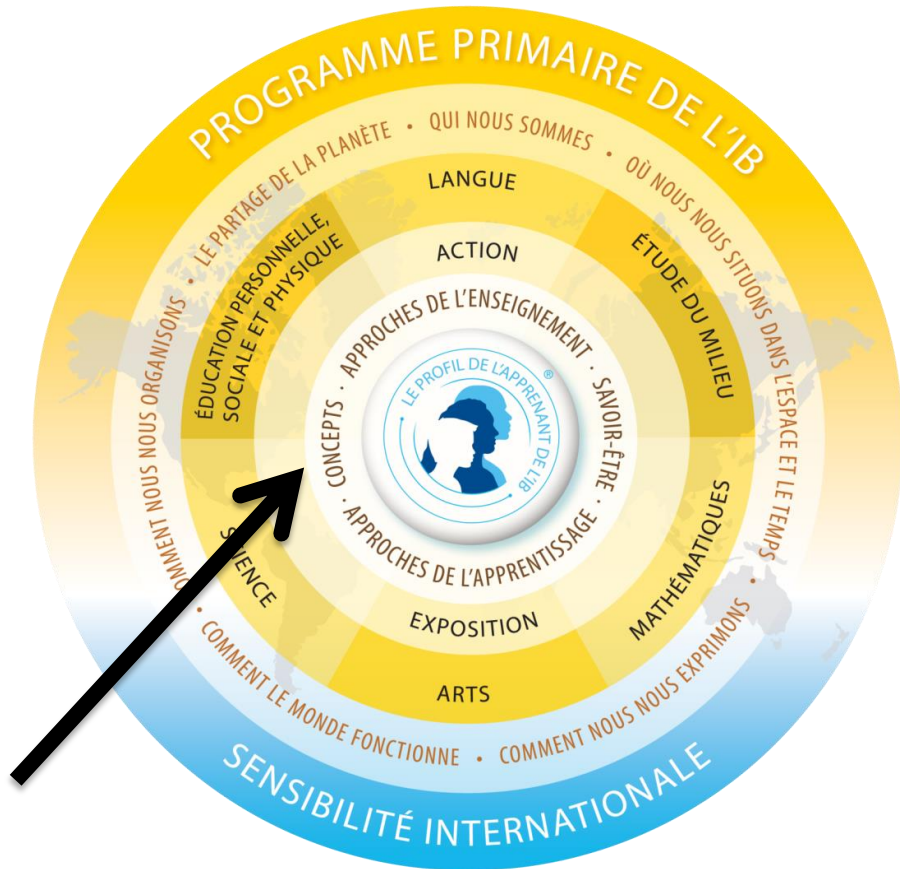 PROGRAMME PRIMAIRE DE L'IB
LE PARTAGE DE LA PLANÈTE • QUI NOUS SOMMES • OÙ NOUS NOUS SITUONS DANS L'ESPACE ET LE TEMPS •
COMMENT NOUS NOUS EXPRIMONS •
COMMENT LE MONDE FONCTIONNE •
OMMENT NOUS NOUS ORGANISONS •
LANGUE
ÉTUDE DU MILIEU
MATHÉMATIQUES
ARTS
ÉDUCATION PERSONNELLE,
SOCIALE ET PHYSIQUE
ACTION
EXPOSITION
APPROCHES DE L'ENSEIGNEMENT •
SAVOIR-ÊTRE •
APPROCHES DE L'APPRENTISSAGE •
CONCEPTS •
LE PROFIL DE L'APPRENANT DE L'IB ®
SENSIBILITÉ INTERNATIONALE